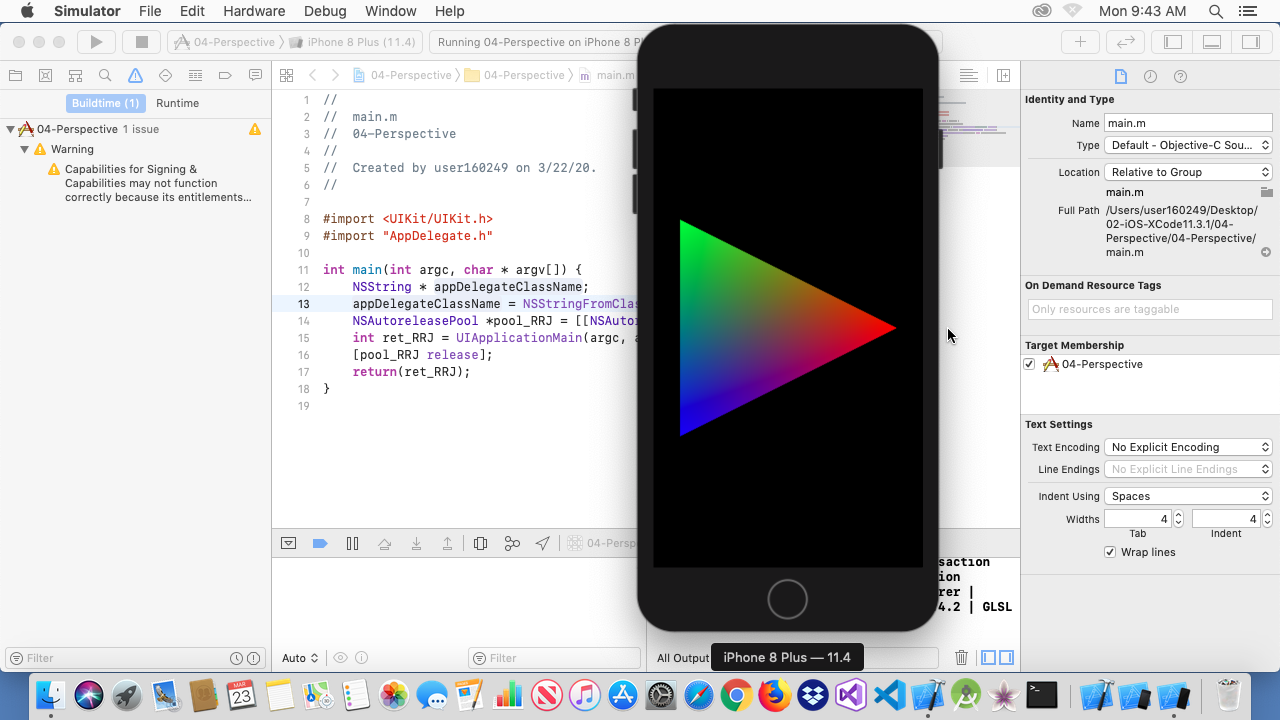 Simulator File Edit Hardware Debug Window Help
Mon 9:43 AM
04-Perspective iPhone 8 Plus (11.4)
Running 04-Perspective on iPhone 8
04-Perspective 04-Perspective main.m
Buildtime (1) Runtime
04-Perspective 1 issue
Warning
Capabilities for Signing &
Capabilities may not function
correctly because its entitlements...
1 //
2 // main.m
3 // 04-Perspective
4 //
5 // Created by user160249 on 3/22/20.
6 //
7
8 #import <UIKit/UIKit.h>
9 #import "AppDelegate.h"
10
11 int main(int argc, char * argv[]) {
12 NSString * appDelegateClassName;
13 appDelegateClassName = NSStringFromClas
14 NSAutoreleasePool *pool_RRJ = [[NSAutor
15 int ret_RRJ = UIApplicationMain(argc, a
16 [pool_RRJ release];
17 return(ret_RRJ);
18 }
19
04-Persp
saction
ion
rer |
4.2 | GLSL
Filter
Auto
Filter
All Output
iPhone 8 Plus — 11.4
Identity and Type
Name main.m
Type Default - Objective-C Sou...
Location Relative to Group
main.m
Full Path /Users/user160249/Desktop/
02-iOS-XCode11.3.1/04-
Perspective/04-Perspective/
main.m
On Demand Resource Tags
Only resources are taggable
Target Membership
04-Perspective
Text Settings
Text Encoding No Explicit Encoding
Line Endings No Explicit Line Endings
Indent Using Spaces
Widths 4 4
Tab Indent
Wrap lines
MAR
23